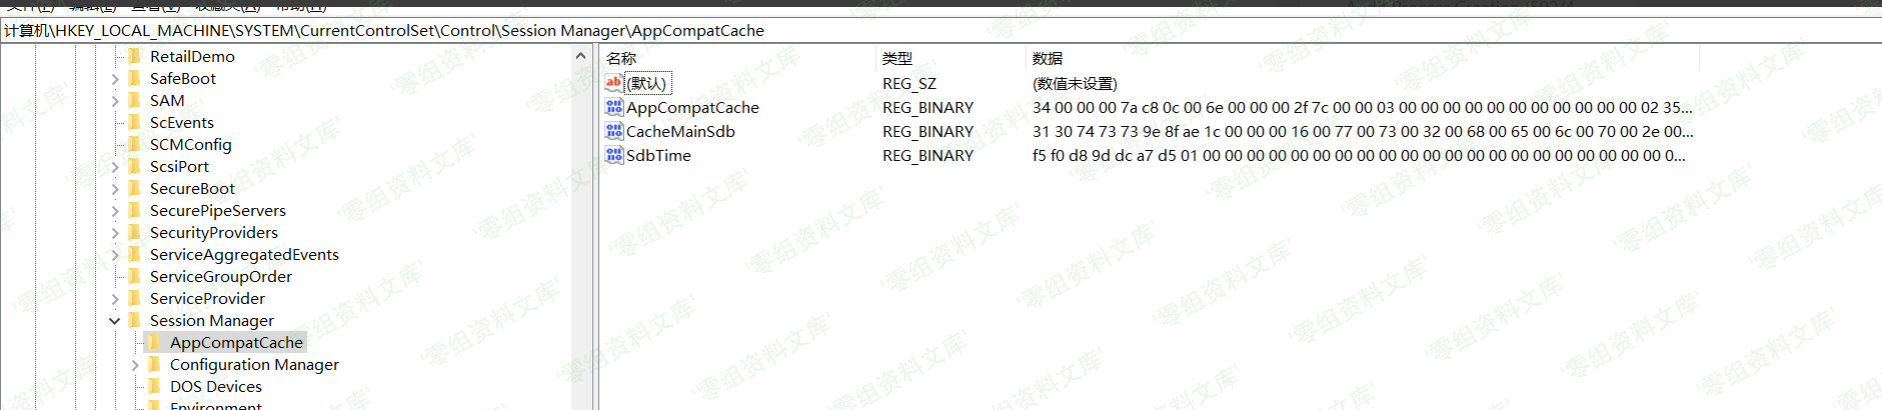 计算机\HKEY_LOCAL_MACHINE\SYSTEM\CurrentControlSet\Control\Session Manager\AppCompatCache
RetailDemo
SafeBoot
SAM
ScEvents
SCMConfig
ScsiPort
SecureBoot
SecurePipeServers
SecurityProviders
ServiceAggregatedEvents
ServiceGroupOrder
ServiceProvider
Session Manager
AppCompatCache
Configuration Manager
DOS Devices
Environment
名称 类型 数据
(默认) REG_SZ (数值未设置)
AppCompatCache REG_BINARY 34 00 00 00 7a c8 0c 00 6e 00 00 00 2f 7c 00 00 03 00 00 00 00 00 00 00 00 00 00 00 02 35...
CacheMainSdb REG_BINARY 31 30 74 73 73 9e 8f ae 1c 00 00 00 16 00 77 00 73 00 32 00 68 00 65 00 6c 00 70 00 2e 00...
SdbTime REG_BINARY f5 f0 d8 9d dc a7 d5 01 00 00 00 00 00 00 00 00 00 00 00 00 00 00 00 00 00 00 00 00 00 0...
'零组资料文库'